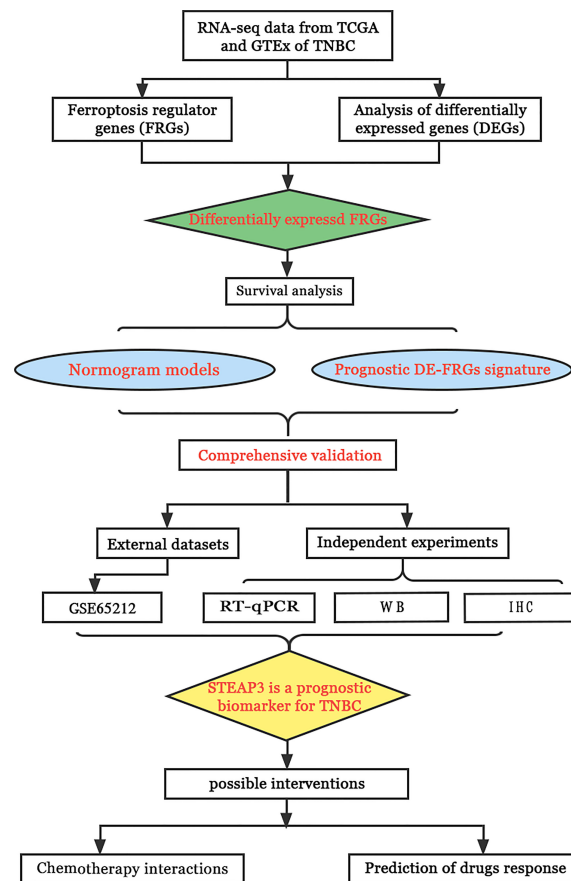 RNA-seq data from TCGA
and GTEx of TNBC
Ferroptosis regulator
genes (FRGs)
Analysis of differentially
expressed genes (DEGs)
Differentially expressd FRGs
Survival analysis
Normogram models
Prognostic DE-FRGs signature
Comprehensive validation
External datasets
Independent experiments
GSE65212
RT-qPCR
WB
IHC
STEAP3 is a prognostic
biomarker for TNBC
possible interventions
Chemotherapy interactions
Prediction of drugs response